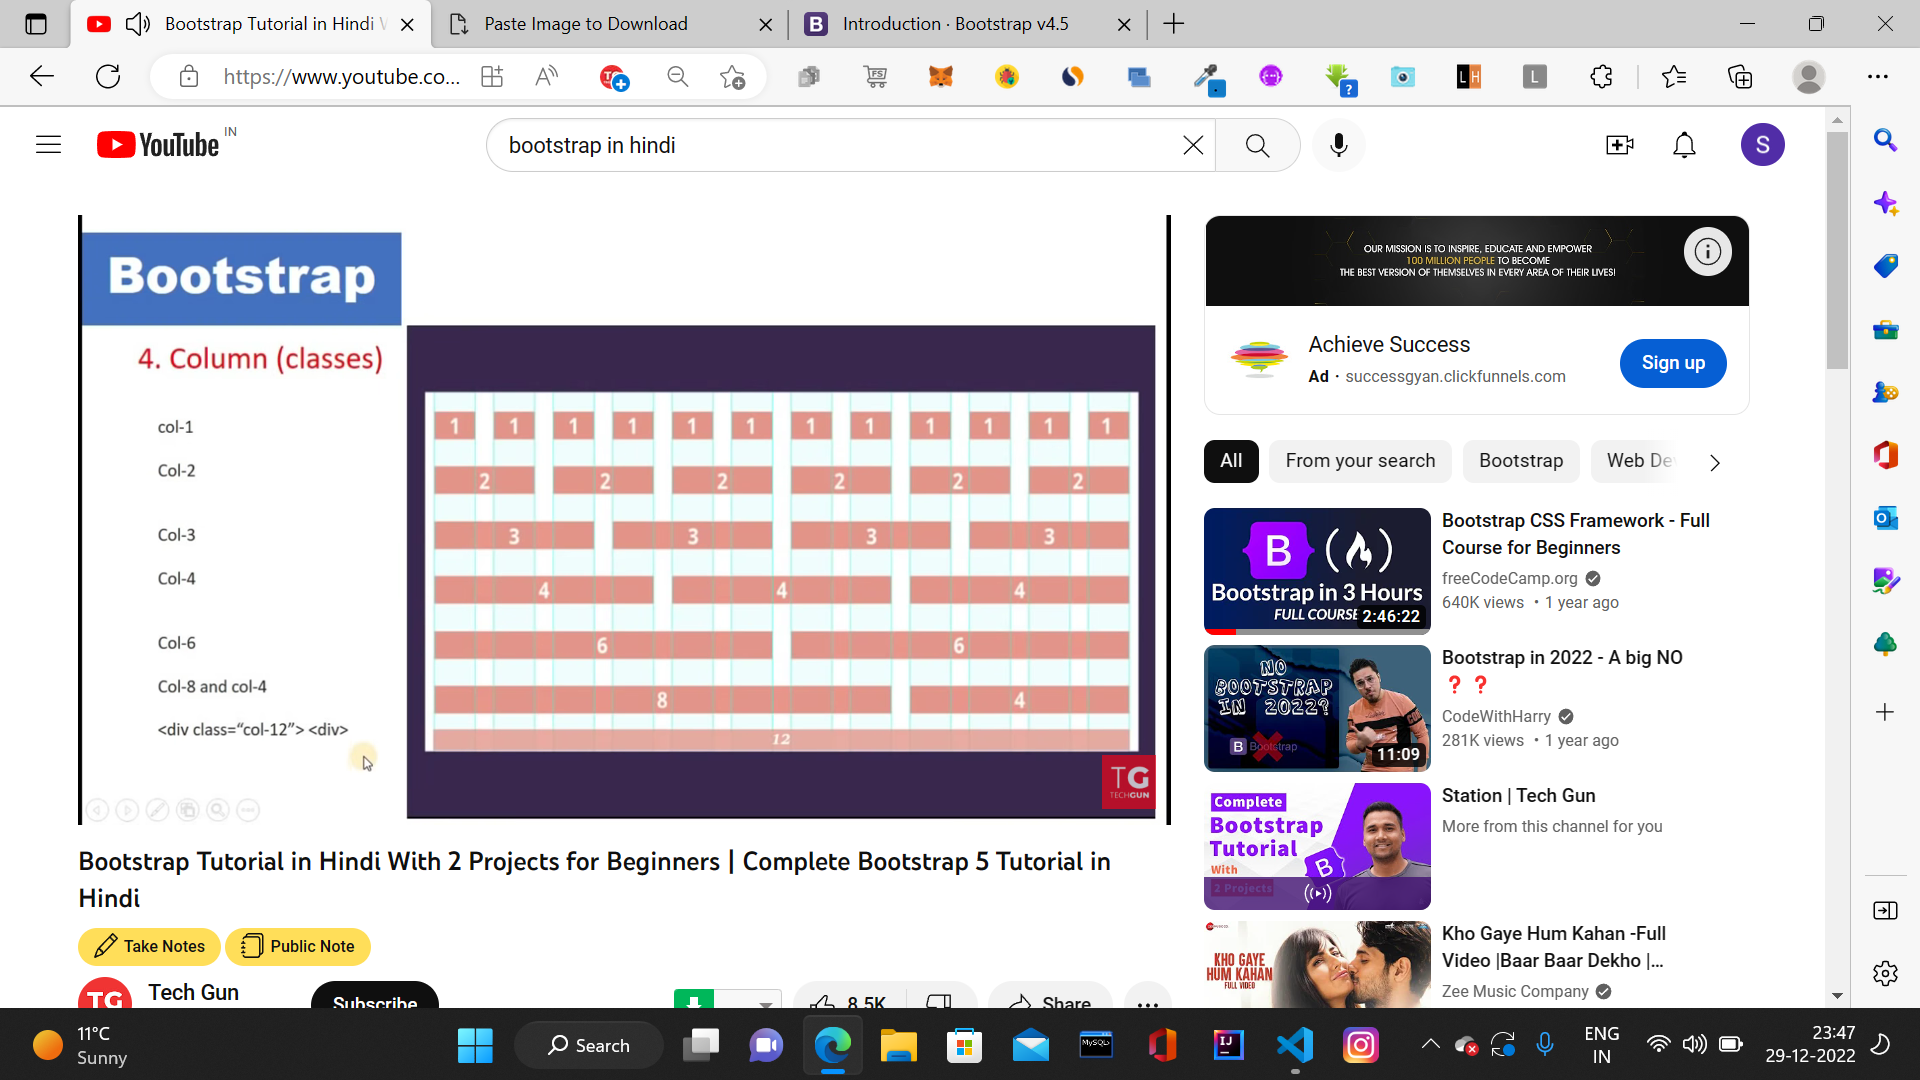 Bootstrap Tutorial in Hindi
Paste Image to Download
Introduction · Bootstrap v4.5
https://www.youtube.co...
YouTube IN
bootstrap in hindi
S
Bootstrap
4. Column (classes)
col-1
Col-2
Col-3
Col-4
Col-6
Col-8 and col-4
<div class=“col-12”> <div>
1 1 1 1 1 1 1 1 1 1 1 1
2 2 2 2 2 2
3 3 3 3
4 4 4
6 6
8 4
12
TG
TECHGUN
Bootstrap Tutorial in Hindi With 2 Projects for Beginners | Complete Bootstrap 5 Tutorial in
Hindi
Take Notes
Public Note
TG
Tech Gun
Subscribe
8.5K
Share
OUR MISSION IS TO INSPIRE, EDUCATE AND EMPOWER
100 MILLION PEOPLE TO BECOME
THE BEST VERSION OF THEMSELVES IN EVERY AREA OF THEIR LIVES!
Achieve Success
Ad · successgyan.clickfunnels.com
Sign up
All
From your search
Bootstrap
Web De
B
Bootstrap in 3 Hours
FULL COURSE
2:46:22
Bootstrap CSS Framework - Full
Course for Beginners
freeCodeCamp.org
640K views • 1 year ago
NO
BOOTSTRAP
IN 2022?
B Bootstrap
11:09
Bootstrap in 2022 - A big NO
❓ ❓
CodeWithHarry
281K views • 1 year ago
Complete
Bootstrap
Tutorial
With
2 Projects
B
Station | Tech Gun
More from this channel for you
KHO GAYE
HUM KAHAN
FULL VIDEO
Kho Gaye Hum Kahan -Full
Video |Baar Baar Dekho |...
Zee Music Company
11°C
Sunny
Search
ENG
IN
23:47
29-12-2022